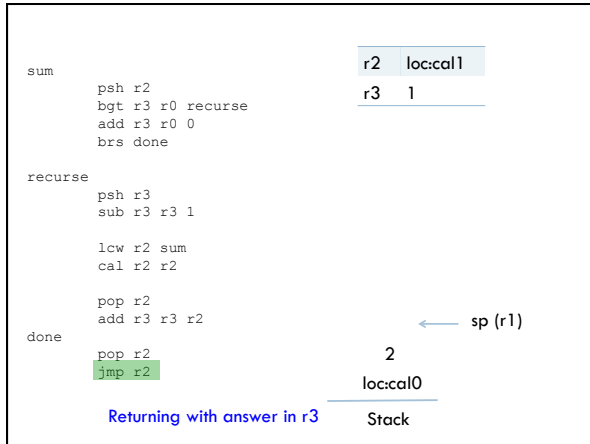 sum
psh r2
bgt r3 r0 recurse
add r3 r0 0
brs done
recurse
psh r3
sub r3 r3 1
lcw r2 sum
cal r2 r2
pop r2
add r3 r3 r2
done
pop r2
jmp r2
Returning with answer in r3
r2 loc:cal1
r3 1
sp (r1)
2
loc:cal0
Stack